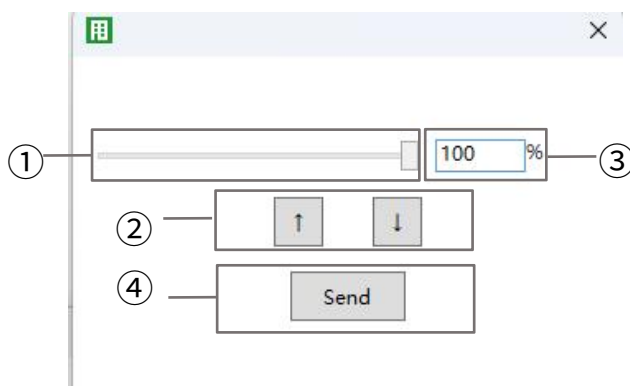 ① 100 % ③
② ↑ ↓
④ Send